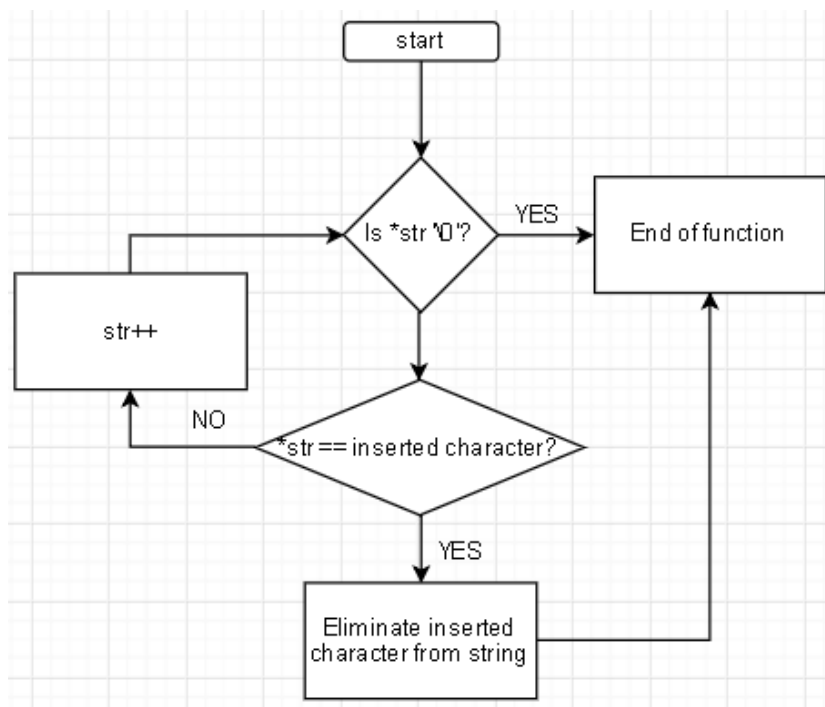 start
Is *str '\0'?
YES
End of function
str++
NO
*str == inserted character?
YES
Eliminate inserted
character from string